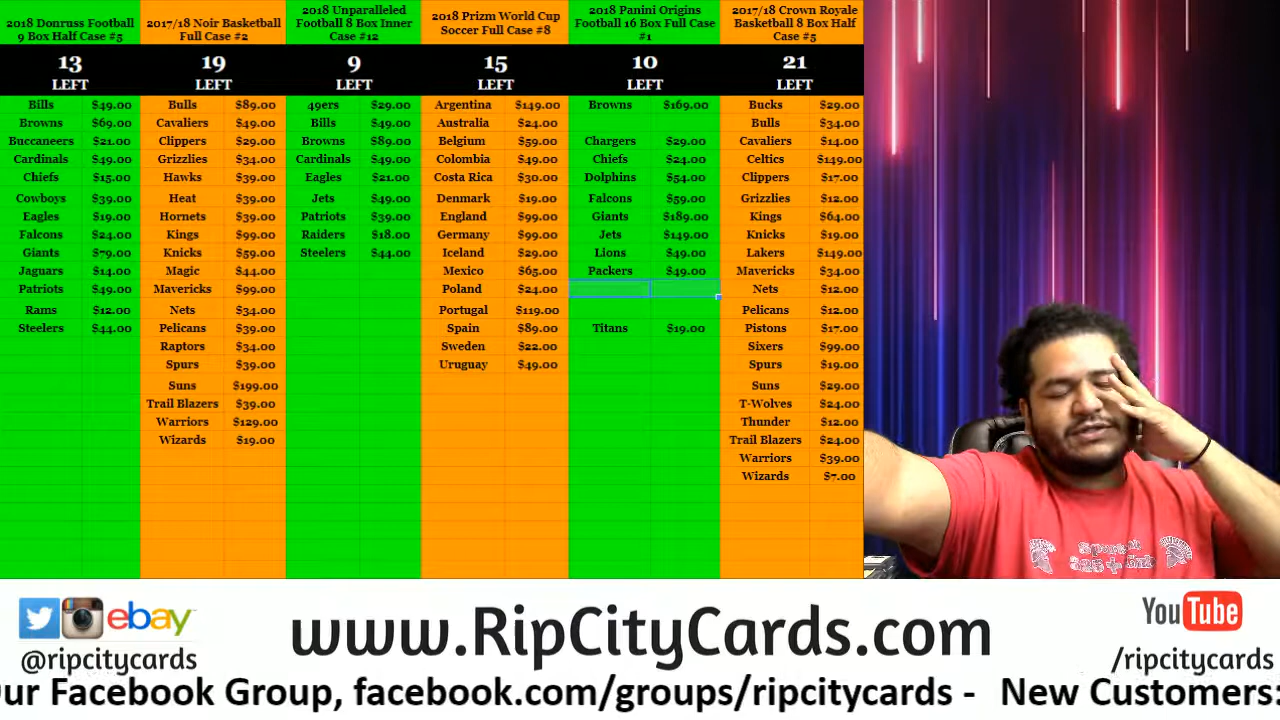 2018 Donruss Football
9 Box Half Case #5
13
LEFT
Bills $49.00
Browns $69.00
Buccaneers $21.00
Cardinals $49.00
Chiefs $15.00
Cowboys $39.00
Eagles $19.00
Falcons $24.00
Giants $79.00
Jaguars $14.00
Patriots $49.00
Rams $12.00
Steelers $44.00
2017/18 Noir Basketball
Full Case #2
19
LEFT
Bulls $89.00
Cavaliers $49.00
Clippers $29.00
Grizzlies $34.00
Hawks $39.00
Heat $39.00
Hornets $39.00
Kings $99.00
Knicks $59.00
Magic $44.00
Mavericks $99.00
Nets $34.00
Pelicans $39.00
Raptors $34.00
Spurs $39.00
Suns $199.00
Trail Blazers $39.00
Warriors $129.00
Wizards $19.00
2018 Unparalleled
Football 8 Box Inner
Case #12
9
LEFT
49ers $29.00
Bills $49.00
Browns $89.00
Cardinals $49.00
Eagles $21.00
Jets $49.00
Patriots $39.00
Raiders $18.00
Steelers $44.00
2018 Prizm World Cup
Soccer Full Case #8
15
LEFT
Argentina $149.00
Australia $24.00
Belgium $59.00
Colombia $49.00
Costa Rica $30.00
Denmark $19.00
England $99.00
Germany $99.00
Iceland $29.00
Mexico $65.00
Poland $24.00
Portugal $119.00
Spain $89.00
Sweden $22.00
Uruguay $49.00
2018 Panini Origins
Football 16 Box Full Case
#1
10
LEFT
Browns $169.00
Chargers $29.00
Chiefs $24.00
Dolphins $54.00
Falcons $59.00
Giants $189.00
Jets $149.00
Lions $49.00
Packers $49.00
Titans $19.00
2017/18 Crown Royale
Basketball 8 Box Half
Case #5
21
LEFT
Bucks $29.00
Bulls $34.00
Cavaliers $14.00
Celtics $149.00
Clippers $17.00
Grizzlies $12.00
Kings $64.00
Knicks $19.00
Lakers $149.00
Mavericks $34.00
Nets $12.00
Pelicans $12.00
Pistons $17.00
Sixers $99.00
Spurs $19.00
Suns $29.00
T-Wolves $24.00
Thunder $12.00
Trail Blazers $24.00
Warriors $39.00
Wizards $7.00
ebay
@ripcitycards
www.RipCityCards.com
YouTube
/ripcitycards
ur Facebook Group, facebook.com/groups/ripcitycards - New Customers: